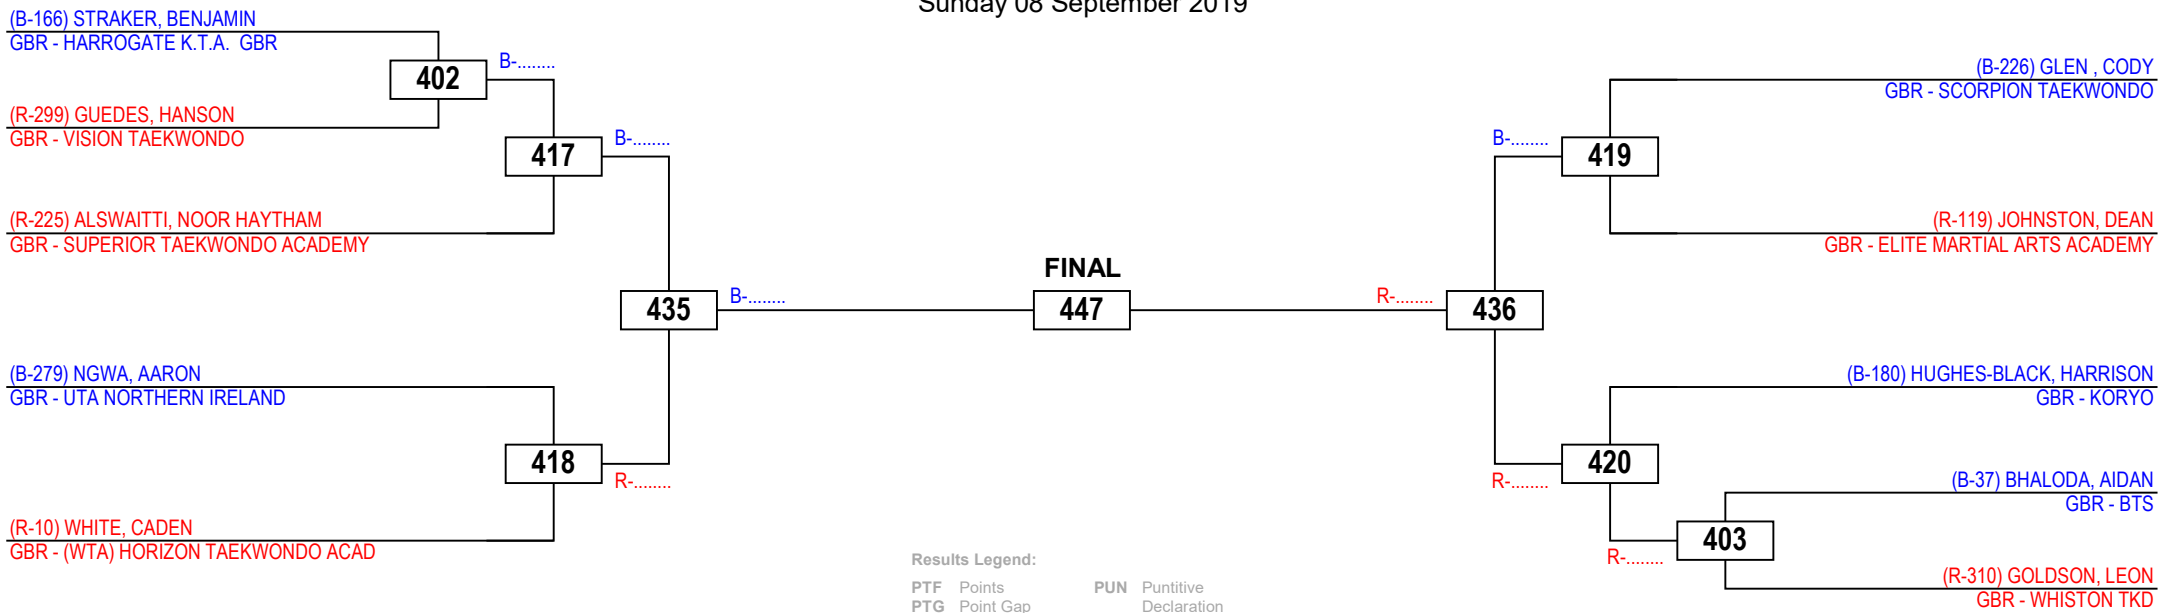 Sunday 08 September 2019
(B-166) STRAKER, BENJAMIN
GBR - HARROGATE K.T.A.  GBR
402
B-........
(R-299) GUEDES, HANSON
GBR - VISION TAEKWONDO
417
B-........
(R-225) ALSWAITTI, NOOR HAYTHAM
GBR - SUPERIOR TAEKWONDO ACADEMY
435
B-........
(B-279) NGWA, AARON
GBR - UTA NORTHERN IRELAND
418
R-........
(R-10) WHITE, CADEN
GBR - (WTA) HORIZON TAEKWONDO ACAD
FINAL
447
(B-226) GLEN , CODY
GBR - SCORPION TAEKWONDO
B-........
419
(R-119) JOHNSTON, DEAN
GBR - ELITE MARTIAL ARTS ACADEMY
R-........
436
(B-180) HUGHES-BLACK, HARRISON
GBR - KORYO
R-........
420
(B-37) BHALODA, AIDAN
GBR - BTS
R-........
403
(R-310) GOLDSON, LEON
GBR - WHISTON TKD
Results Legend:
PTF Points PUN Puntitive
PTG Point Gap Declaration